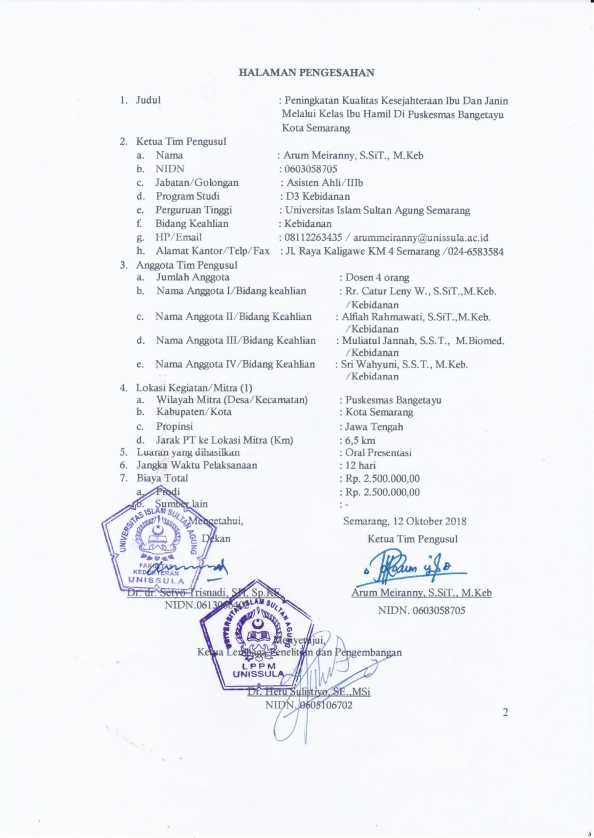 HALAMAN PENGESAHAN
1. Judul : Peningkatan Kualitas Kesejahteraan Ibu Dan Janin
Melalui Kelas Ibu Hamil Di Puskesmas Bangetayu
Kota Semarang
2. Ketua Tim Pengusul
a. Nama : Arum Meiranny, S.SiT., M.Keb
b. NIDN : 0603058705
c. Jabatan/Golongan : Asisten Ahli/IIIb
d. Program Studi : D3 Kebidanan
e. Perguruan Tinggi : Universitas Islam Sultan Agung Semarang
f. Bidang Keahlian : Kebidanan
g. HP/Email : 08112263435 / arummeiranny@unissula.ac.id
h. Alamat Kantor/Telp/Fax : Jl. Raya Kaligawe KM 4 Semarang /024-6583584
3. Anggota Tim Pengusul
a. Jumlah Anggota : Dosen 4 orang
b. Nama Anggota I/Bidang keahlian : Rr. Catur Leny W., S.SiT.,M.Keb.
/Kebidanan
c. Nama Anggota II/Bidang Keahlian : Alfiah Rahmawati, S.SiT.,M.Keb.
/Kebidanan
d. Nama Anggota III/Bidang Keahlian : Muliatul Jannah, S.S.T., M.Biomed.
/Kebidanan
e. Nama Anggota IV/Bidang Keahlian : Sri Wahyuni, S.S.T., M.Keb.
/Kebidanan
4. Lokasi Kegiatan/Mitra (1)
a. Wilayah Mitra (Desa/Kecamatan) : Puskesmas Bangetayu
b. Kabupaten/Kota : Kota Semarang
c. Propinsi : Jawa Tengah
d. Jarak PT ke Lokasi Mitra (Km) : 6,5 km
5. Luaran yang dihasilkan : Oral Presentasi
6. Jangka Waktu Pelaksanaan : 12 hari
7. Biaya Total : Rp. 2.500.000,00
a. Prodi : Rp. 2.500.000,00
b. Sumber lain : -
Mengetahui, Semarang, 12 Oktober 2018
Dekan Ketua Tim Pengusul
UNIVERSITAS ISLAM SULTAN AGUNG
FAKULTAS
KEDOKTERAN
UNISSULA
Dr. dr. Setyo Trisnadi, SH, Sp.KF Arum Meiranny, S.SiT., M.Keb
NIDN. NIDN. 0603058705
UNIVERSITAS ISLAM SULTAN AGUNG
LPPM
UNISSULA
Menyetujui,
Ketua Lembaga Penelitian dan Pengembangan
Dr. Heru Sulistiyo, SE.,MSi
NIDN. 0605106702
2